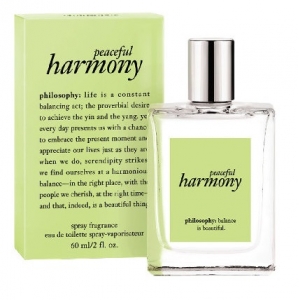 peaceful
harmony
philosophy: life is a constant
balancing act; the proverbial desire
to achieve the yin and the yang. yet
every day presents us with a chance
to embrace the present moment and
appreciate our lives just as they are.
when we do, serendipity strikes
we find ourselves at a harmonious
balance—in the right place, with the
people we cherish, at the right time—
and that, indeed, is a beautiful thing
spray fragrance
eau de toilette spray-vaporisateur
60 ml/2 fl. oz.
peaceful
harmony
philosophy: balance
is beautiful.